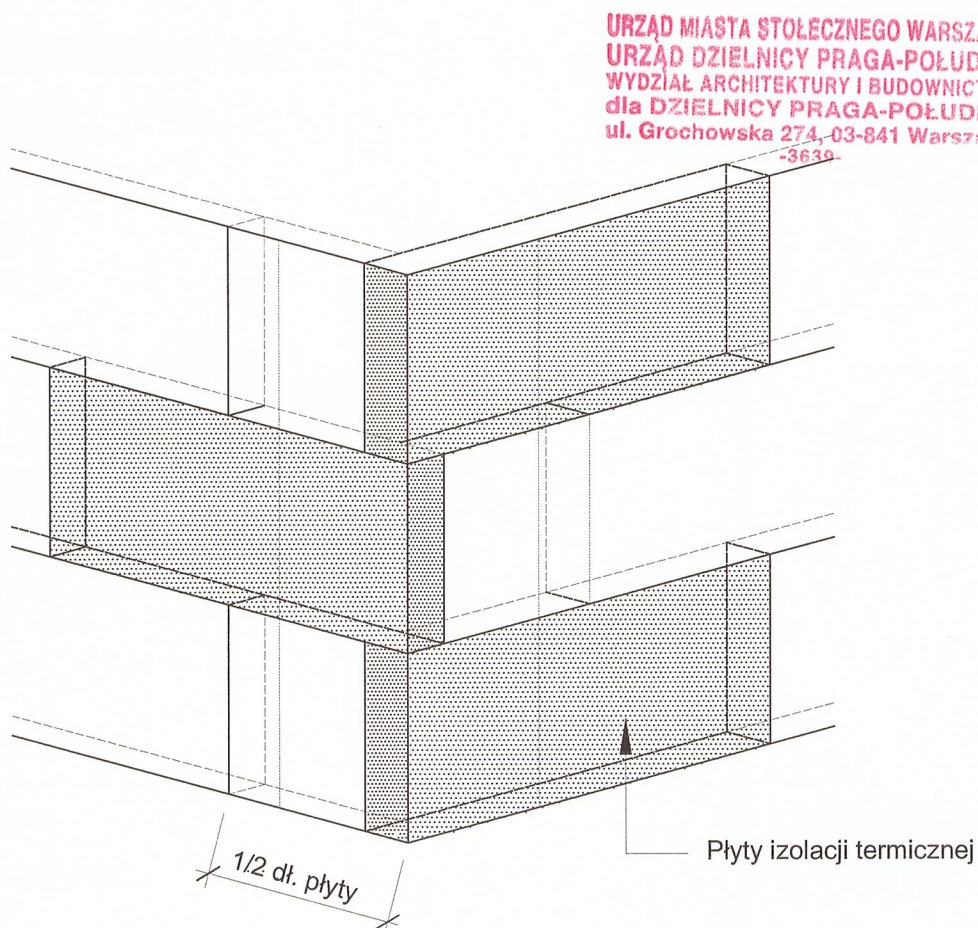 URZĄD MIASTA STOŁECZNEGO WARSZA
URZĄD DZIELNICY PRAGA-POŁUD
WYDZIAŁ ARCHITEKTURY I BUDOWNICT
dla DZIELNICY PRAGA-POŁUD
ul. Grochowska 274, 03-841 Warsz
-3639-
1/2 dł. płyty
Płyty izolacji termicznej